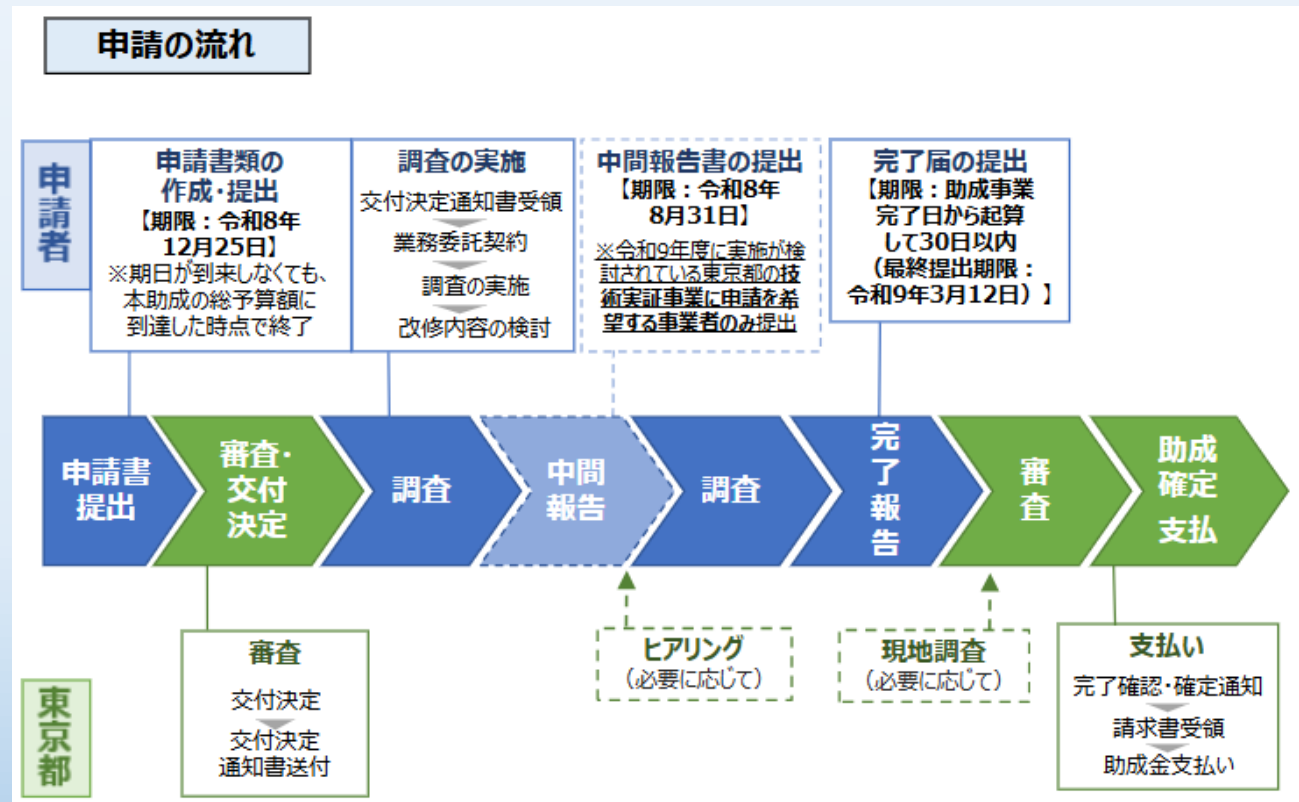 申請の流れ
申請者
申請書類の
作成・提出
【期限：令和8年
12月25日】
※期日が到来しなくても、
本助成の総予算額に
到達した時点で終了
調査の実施
交付決定通知書受領
業務委託契約
調査の実施
改修内容の検討
中間報告書の提出
【期限：令和8年
8月31日】
※令和9年度に実施が検
討されている東京都の技
術実証事業に申請を希
望する事業者のみ提出
完了届の提出
【期限：助成事業
完了日から起算
して30日以内
（最終提出期限：
令和9年3月12日）】
申請書
提出
審査・
交付
決定
調査
中間
報告
調査
完了報告
審査
助成
確定
支払
東京都
審査
交付決定
交付決定
通知書送付
ヒアリング
（必要に応じて）
現地調査
（必要に応じて）
支払い
完了確認・確定通知
請求書受領
助成金支払い